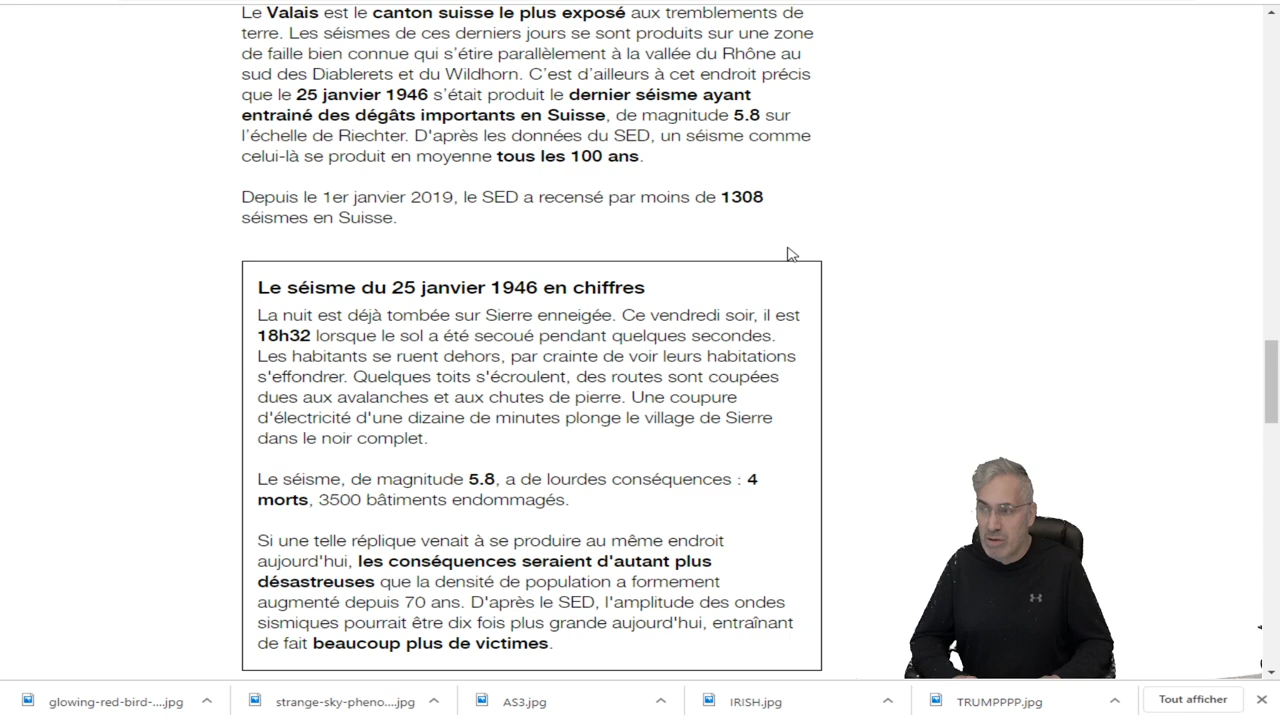 Le Valais est le canton suisse le plus exposé aux tremblements de
terre. Les séismes de ces derniers jours se sont produits sur une zone
de faille bien connue qui s'étire parallèlement à la vallée du Rhône au
sud des Diablerets et du Wildhorn. C'est d'ailleurs à cet endroit précis
que le 25 janvier 1946 s'était produit le dernier séisme ayant
entrainé des dégâts importants en Suisse, de magnitude 5.8 sur
l'échelle de Riechter. D'après les données du SED, un séisme comme
celui-là se produit en moyenne tous les 100 ans.
Depuis le 1er janvier 2019, le SED a recensé par moins de 1308
séismes en Suisse.
Le séisme du 25 janvier 1946 en chiffres
La nuit est déjà tombée sur Sierre enneigée. Ce vendredi soir, il est
18h32 lorsque le sol a été secoué pendant quelques secondes.
Les habitants se ruent dehors, par crainte de voir leurs habitations
s'effondrer. Quelques toits s'écroulent, des routes sont coupées
dues aux avalanches et aux chutes de pierre. Une coupure
d'électricité d'une dizaine de minutes plonge le village de Sierre
dans le noir complet.
Le séisme, de magnitude 5.8, a de lourdes conséquences : 4
morts, 3500 bâtiments endommagés.
Si une telle réplique venait à se produire au même endroit
aujourd'hui, les conséquences seraient d'autant plus
désastreuses que la densité de population a formement
augmenté depuis 70 ans. D'après le SED, l'amplitude des ondes
sismiques pourrait être dix fois plus grande aujourd'hui, entraînant
de fait beaucoup plus de victimes.
glowing-red-bird-....jpg
strange-sky-pheno....jpg
AS3.jpg
IRISH.jpg
TRUMPPPP.jpg
Tout afficher